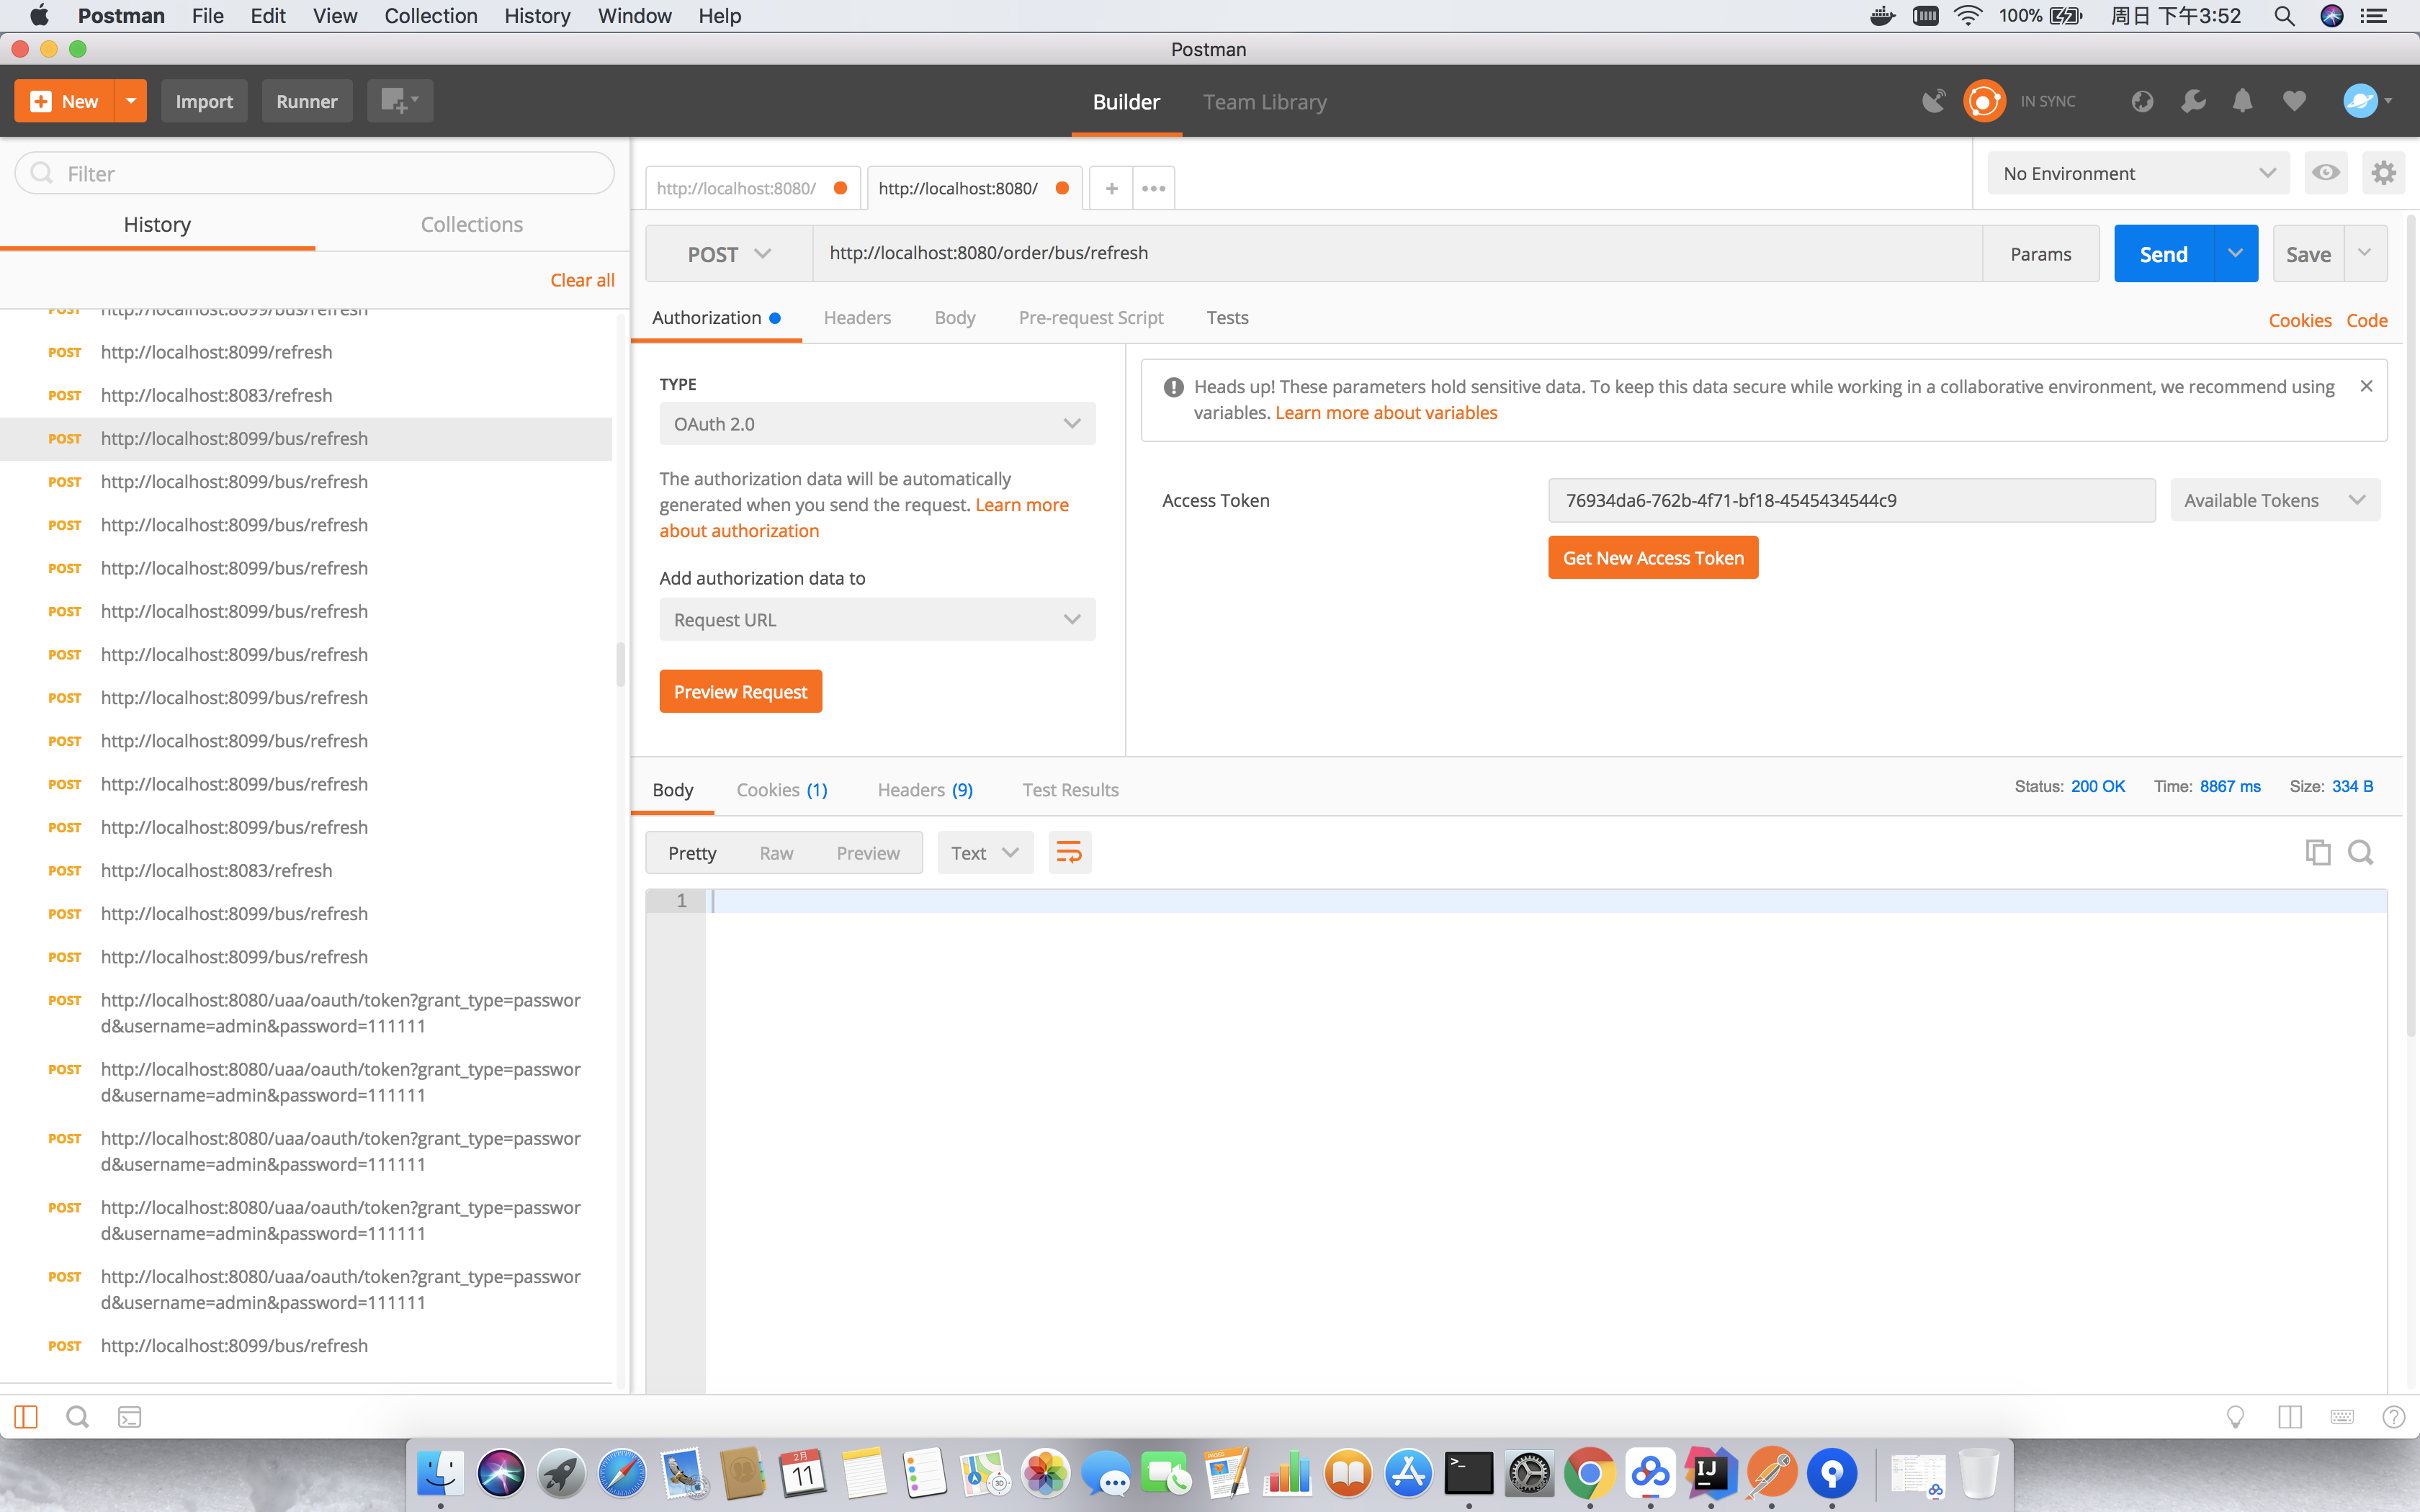 Postman File Edit View Collection History Window Help 100% 周日 下午3:52
Postman
New Import Runner Builder Team Library IN SYNC
Filter
History Collections
Clear all
POST http://localhost:8099/bus/refresh
POST http://localhost:8099/refresh
POST http://localhost:8083/refresh
POST http://localhost:8099/bus/refresh
POST http://localhost:8099/bus/refresh
POST http://localhost:8099/bus/refresh
POST http://localhost:8099/bus/refresh
POST http://localhost:8099/bus/refresh
POST http://localhost:8099/bus/refresh
POST http://localhost:8099/bus/refresh
POST http://localhost:8099/bus/refresh
POST http://localhost:8099/bus/refresh
POST http://localhost:8099/bus/refresh
POST http://localhost:8083/refresh
POST http://localhost:8099/bus/refresh
POST http://localhost:8099/bus/refresh
POST http://localhost:8080/uaa/oauth/token?grant_type=passwor
d&username=admin&password=111111
POST http://localhost:8080/uaa/oauth/token?grant_type=passwor
d&username=admin&password=111111
POST http://localhost:8080/uaa/oauth/token?grant_type=passwor
d&username=admin&password=111111
POST http://localhost:8080/uaa/oauth/token?grant_type=passwor
d&username=admin&password=111111
POST http://localhost:8080/uaa/oauth/token?grant_type=passwor
d&username=admin&password=111111
POST http://localhost:8099/bus/refresh
http://localhost:8080/ http://localhost:8080/ + •••
No Environment
POST http://localhost:8080/order/bus/refresh Params Send Save
Authorization Headers Body Pre-request Script Tests Cookies Code
TYPE
OAuth 2.0
The authorization data will be automatically
generated when you send the request. Learn more
about authorization
Add authorization data to
Request URL
Preview Request
Heads up! These parameters hold sensitive data. To keep this data secure while working in a collaborative environment, we recommend using
variables. Learn more about variables
Access Token 76934da6-762b-4f71-bf18-4545434544c9 Available Tokens
Get New Access Token
Body Cookies (1) Headers (9) Test Results Status: 200 OK Time: 8867 ms Size: 334 B
Pretty Raw Preview Text
1
2月
11
3D
PAGES
>_
IJ